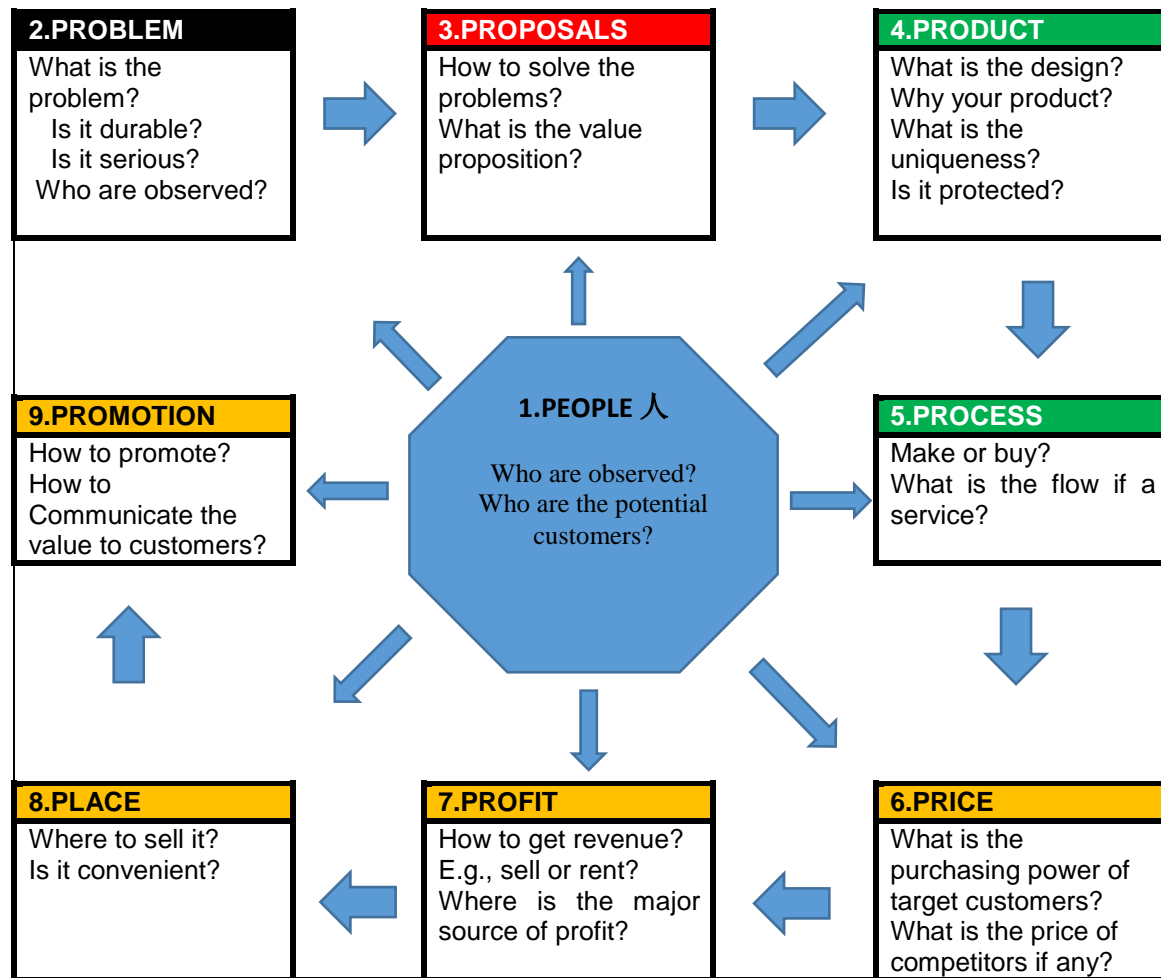 2.PROBLEM
What is the
problem?
Is it durable?
Is it serious?
Who are observed?
3.PROPOSALS
How to solve the
problems?
What is the value
proposition?
4.PRODUCT
What is the design?
Why your product?
What is the
uniqueness?
Is it protected?
1.PEOPLE 人
Who are observed?
Who are the potential
customers?
9.PROMOTION
How to promote?
How to
Communicate the
value to customers?
5.PROCESS
Make or buy?
What is the flow if a
service?
8.PLACE
Where to sell it?
Is it convenient?
7.PROFIT
How to get revenue?
E.g., sell or rent?
Where is the major
source of profit?
6.PRICE
What is the
purchasing power of
target customers?
What is the price of
competitors if any?